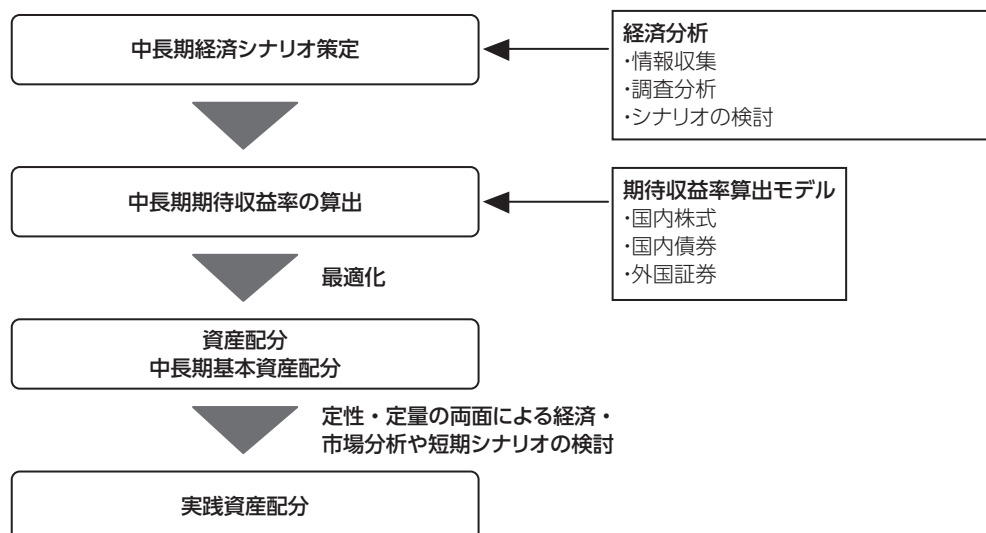 中長期経済シナリオ策定
経済分析
・情報収集
・調査分析
・シナリオの検討
中長期期待収益率の算出
期待収益率算出モデル
・国内株式
・国内債券
・外国証券
最適化
資産配分
中長期基本資産配分
定性・定量の両面による経済・
市場分析や短期シナリオの検討
実践資産配分